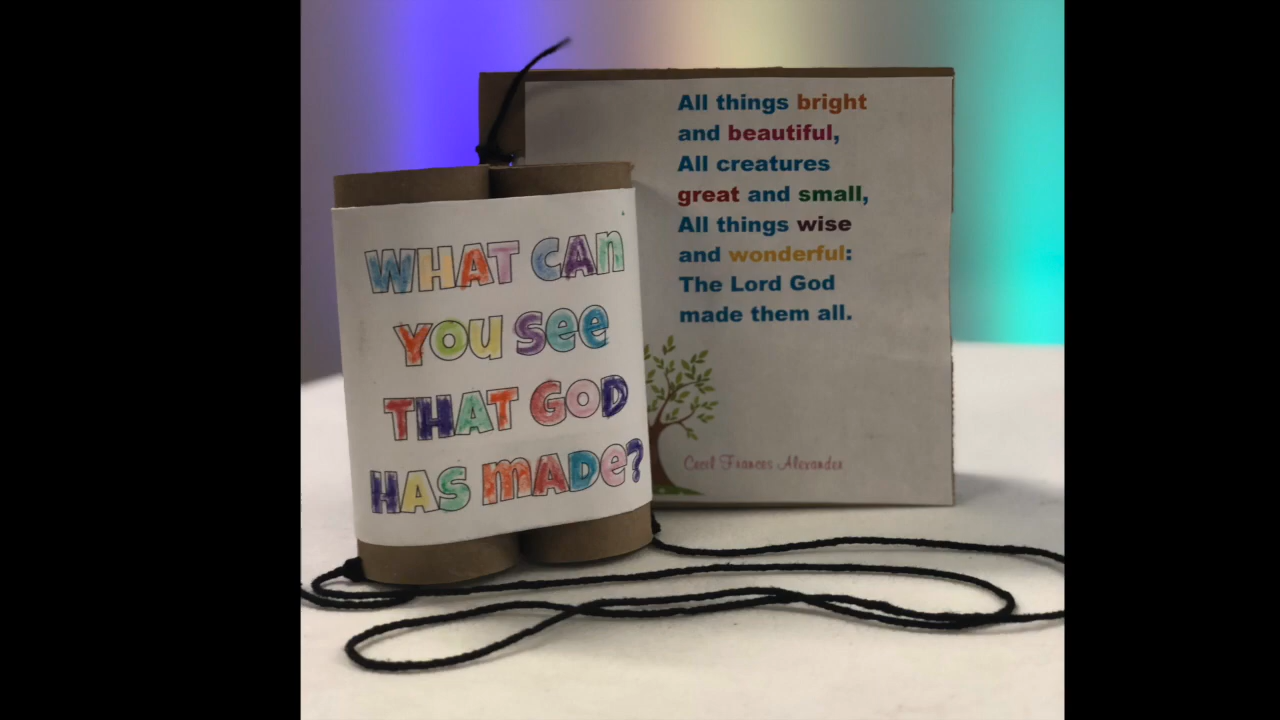 WHAT CAN
YOU SEE
THAT GOD
HAS MADE?
All things bright
and beautiful,
All creatures
great and small,
All things wise
and wonderful:
The Lord God
made them all.
Cecil Frances Alexander